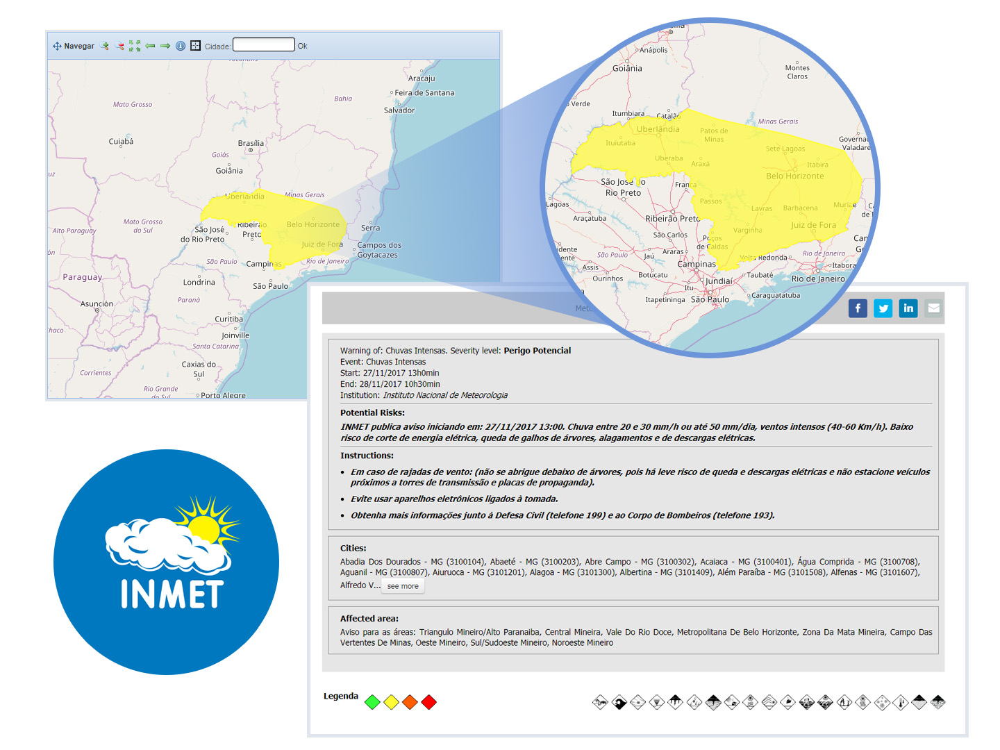 Navegar Cidade: Ok
Tocantins
Aracaju
Feira de Santana
Bahia
Mato Grosso
Salvador
Cuiabá
Brasília
Goiás
Goiânia
Uberlândia
Minas Gerais
Alto Paraguay
Mato Grosso
do Sul
São José
do Rio Preto
Ribeirão
Preto
Belo Horizonte
Serra
Juiz de Fora
Campos dos
Goytacazes
São Paulo
Campinas
Rio de Janeiro
Paraguay
Londrina
São Paulo
Paraná
Asunción
Curitiba
Joinville
Santa Catarina
Caxias do
Sul
Corrientes
Rio Grande
do Sul
Porto Alegre
Anápolis
Goiânia
Montes
Claros
Verde
Itumbiara
Catalão
Minas Gerais
Uberlândia
Patos de
Minas
Ituiutaba
Sete Lagoas
Governa
Valadare
Uberaba
Araxá
Itabira
Belo Horizonte
São José do
Rio Preto
Franca
Passos
Lagoas
Lavras
Barbacena
Muriaé
Araçatuba
Ribeirão Preto
Varginha
Juiz de Fora
São Carlos
Poços
de Caldas
São Paulo
Jaú
Araras
Volta Redonda
Rio de Janeiro
Assis
Campinas
Itabora
Ourinhos
Botucatu
Jundiaí
Taubaté
Rio de Janeiro
Itu
Itapetininga
São Paulo
Caraguatatuba
Warning of: Chuvas Intensas. Severity level: Perigo Potencial
Event: Chuvas Intensas
Start: 27/11/2017 13h0min
End: 28/11/2017 10h30min
Institution: Instituto Nacional de Meteorologia
Potential Risks:
INMET publica aviso iniciando em: 27/11/2017 13:00. Chuva entre 20 e 30 mm/h ou até 50 mm/dia, ventos intensos (40-60 Km/h). Baixo
risco de corte de energia elétrica, queda de galhos de árvores, alagamentos e de descargas elétricas.
Instructions:
• Em caso de rajadas de vento: (não se abrigue debaixo de árvores, pois há leve risco de queda e descargas elétricas e não estacione veículos
próximos a torres de transmissão e placas de propaganda).
• Evite usar aparelhos eletrônicos ligados à tomada.
• Obtenha mais informações junto à Defesa Civil (telefone 199) e ao Corpo de Bombeiros (telefone 193).
Cities:
Abadia Dos Dourados - MG (3100104), Abaeté - MG (3100203), Abre Campo - MG (3100302), Acaiaca - MG (3100401), Água Comprida - MG (3100708),
Aguanil - MG (3100807), Aiuruoca - MG (3101201), Alagoa - MG (3101300), Albertina - MG (3101409), Além Paraíba - MG (3101508), Alfenas - MG (3101607),
Alfredo V... see more
Affected area:
Aviso para as áreas: Triangulo Mineiro/Alto Paranaiba, Central Mineira, Vale Do Rio Doce, Metropolitana De Belo Horizonte, Zona Da Mata Mineira, Campo Das
Vertentes De Minas, Oeste Mineiro, Sul/Sudoeste Mineiro, Noroeste Mineiro
Legenda
INMET